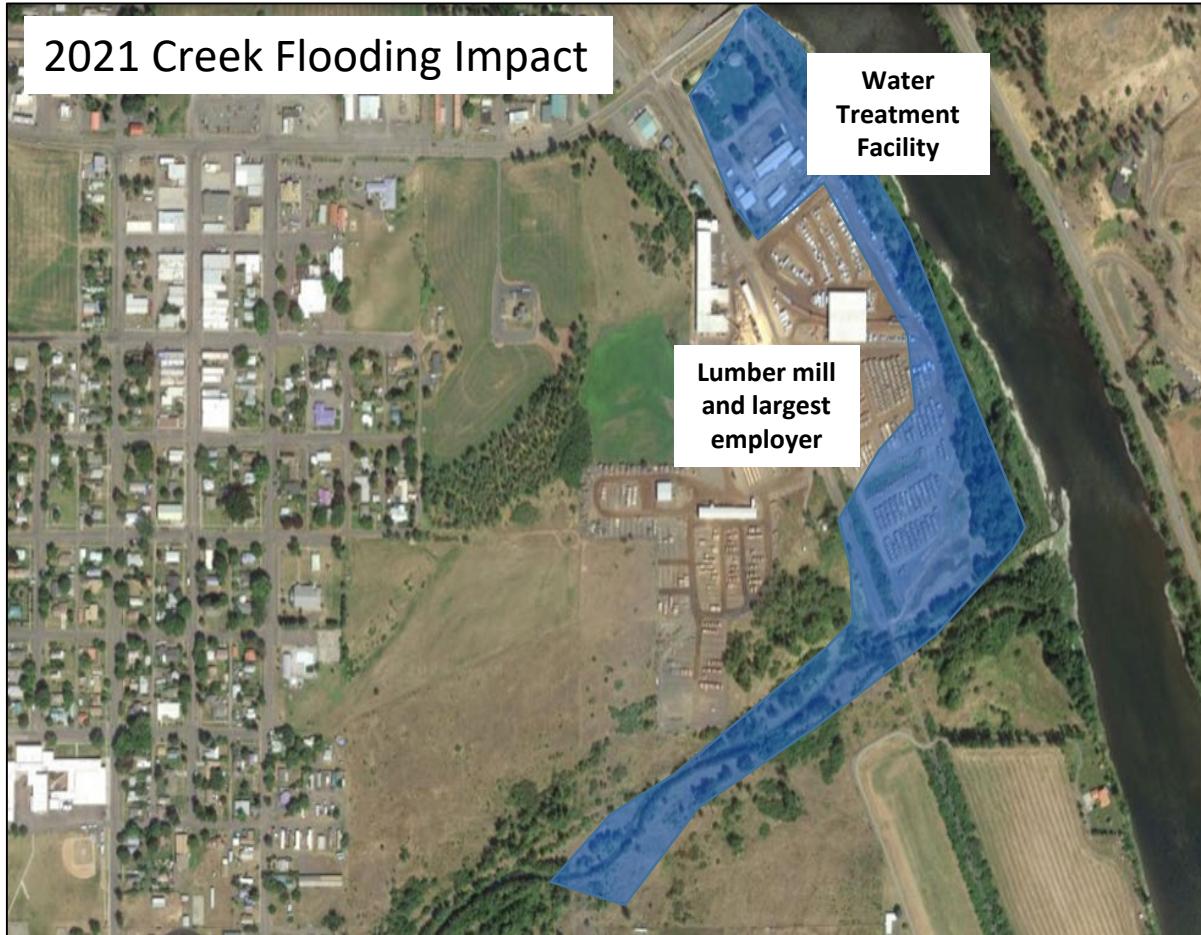 2021 Creek Flooding Impact
Water
Treatment
Facility
Lumber mill
and largest
employer